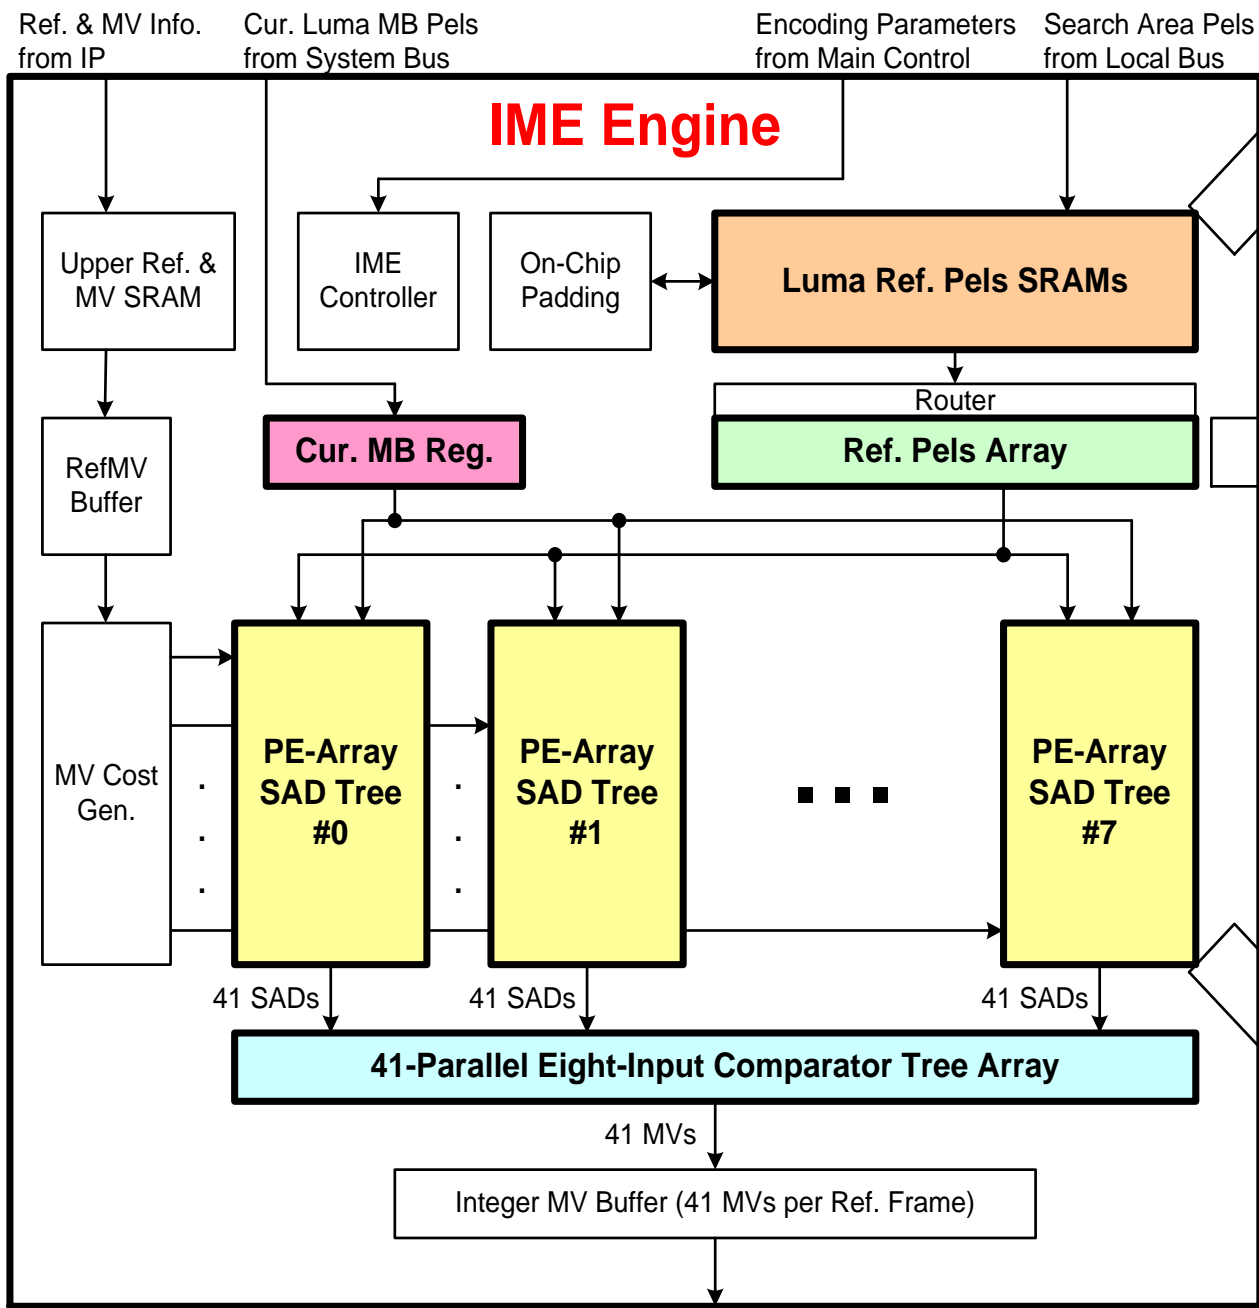 Ref. & MV Info.
from IP
Cur. Luma MB Pels
from System Bus
Encoding Parameters
from Main Control
Search Area Pels
from Local Bus
IME Engine
Upper Ref. &
MV SRAM
IME
Controller
On-Chip
Padding
Luma Ref. Pels SRAMs
Router
RefMV
Buffer
Cur. MB Reg.
Ref. Pels Array
MV Cost
Gen.
PE-Array
SAD Tree
#0
PE-Array
SAD Tree
#1
PE-Array
SAD Tree
#7
41 SADs
41 SADs
41 SADs
41-Parallel Eight-Input Comparator Tree Array
41 MVs
Integer MV Buffer (41 MVs per Ref. Frame)